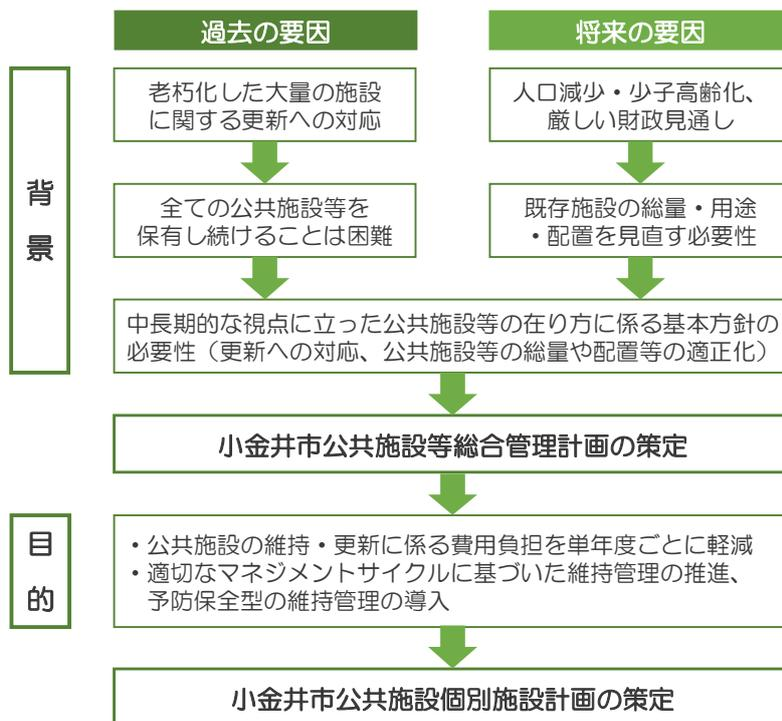 過去の要因
将来の要因
背景
老朽化した大量の施設
に関する更新への対応
人口減少・少子高齢化、
厳しい財政見通し
全ての公共施設等を
保有し続けることは困難
既存施設の総量・用途
・配置を見直す必要性
中長期的な視点に立った公共施設等の在り方に係る基本方針の
必要性（更新への対応、公共施設等の総量や配置等の適正化）
小金井市公共施設等総合管理計画の策定
目的
・公共施設の維持・更新に係る費用負担を単年度ごとに軽減
・適切なマネジメントサイクルに基づいた維持管理の推進、
予防保全型の維持管理の導入
小金井市公共施設個別施設計画の策定